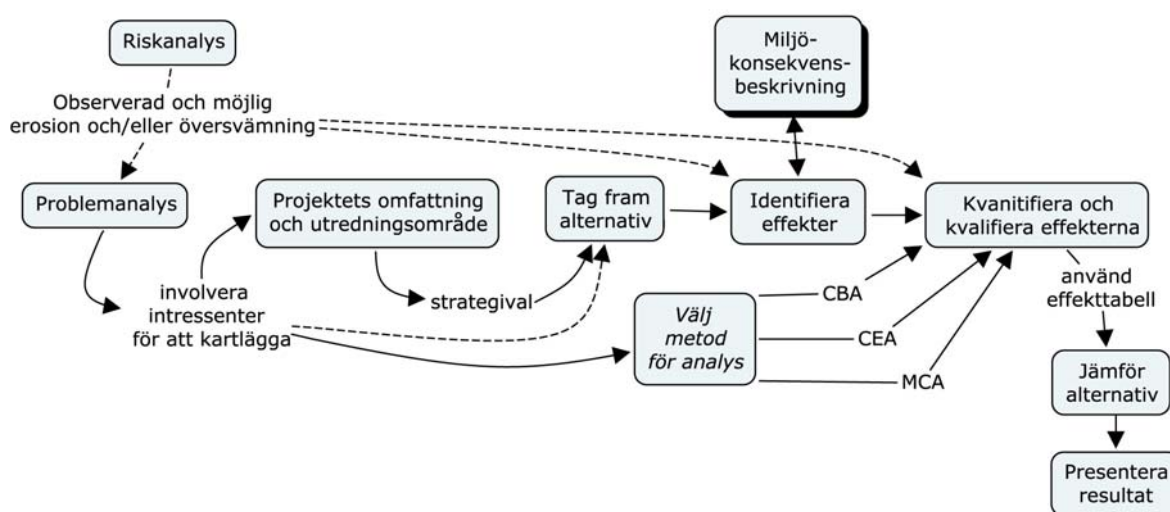 Riskanalys
Observerad och möjlig
erosion och/eller översvämning
Problemanalys
involvera
intressenter
för att kartlägga
Projektets omfattning
och utredningsområde
strategival
Tag fram
alternativ
Miljö-
konsekvens-
beskrivning
Identifiera
effekter
Välj
metod
för analys
CBA
CEA
MCA
Kvanitifiera och
kvalifiera effekterna
använd
effekttabell
Jämför
alternativ
Presentera
resultat